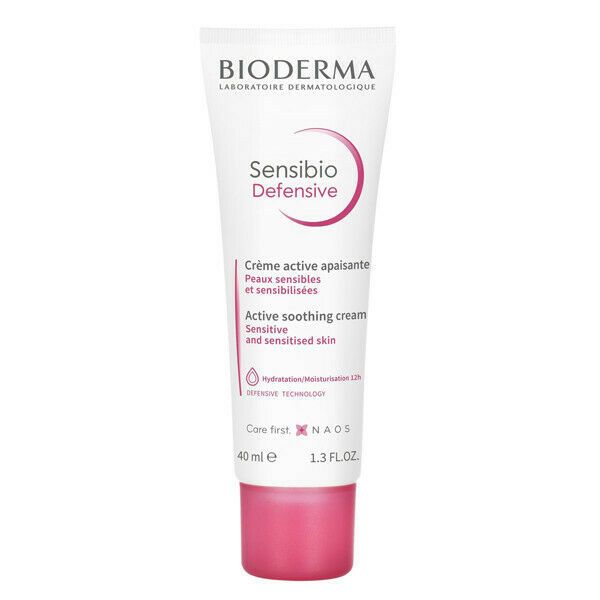 BIODERMA
LABORATOIRE DERMATOLOGIQUE
Sensibio
Defensive
Crème active apaisante
Peaux sensibles
et sensibilisées
Active soothing cream
Sensitive
and sensitised skin
Hydratation/Moisturisation 12h
DEFENSIVE TECHNOLOGY
Care first. NAOS
40 ml ℮ 1.3 FL.OZ.